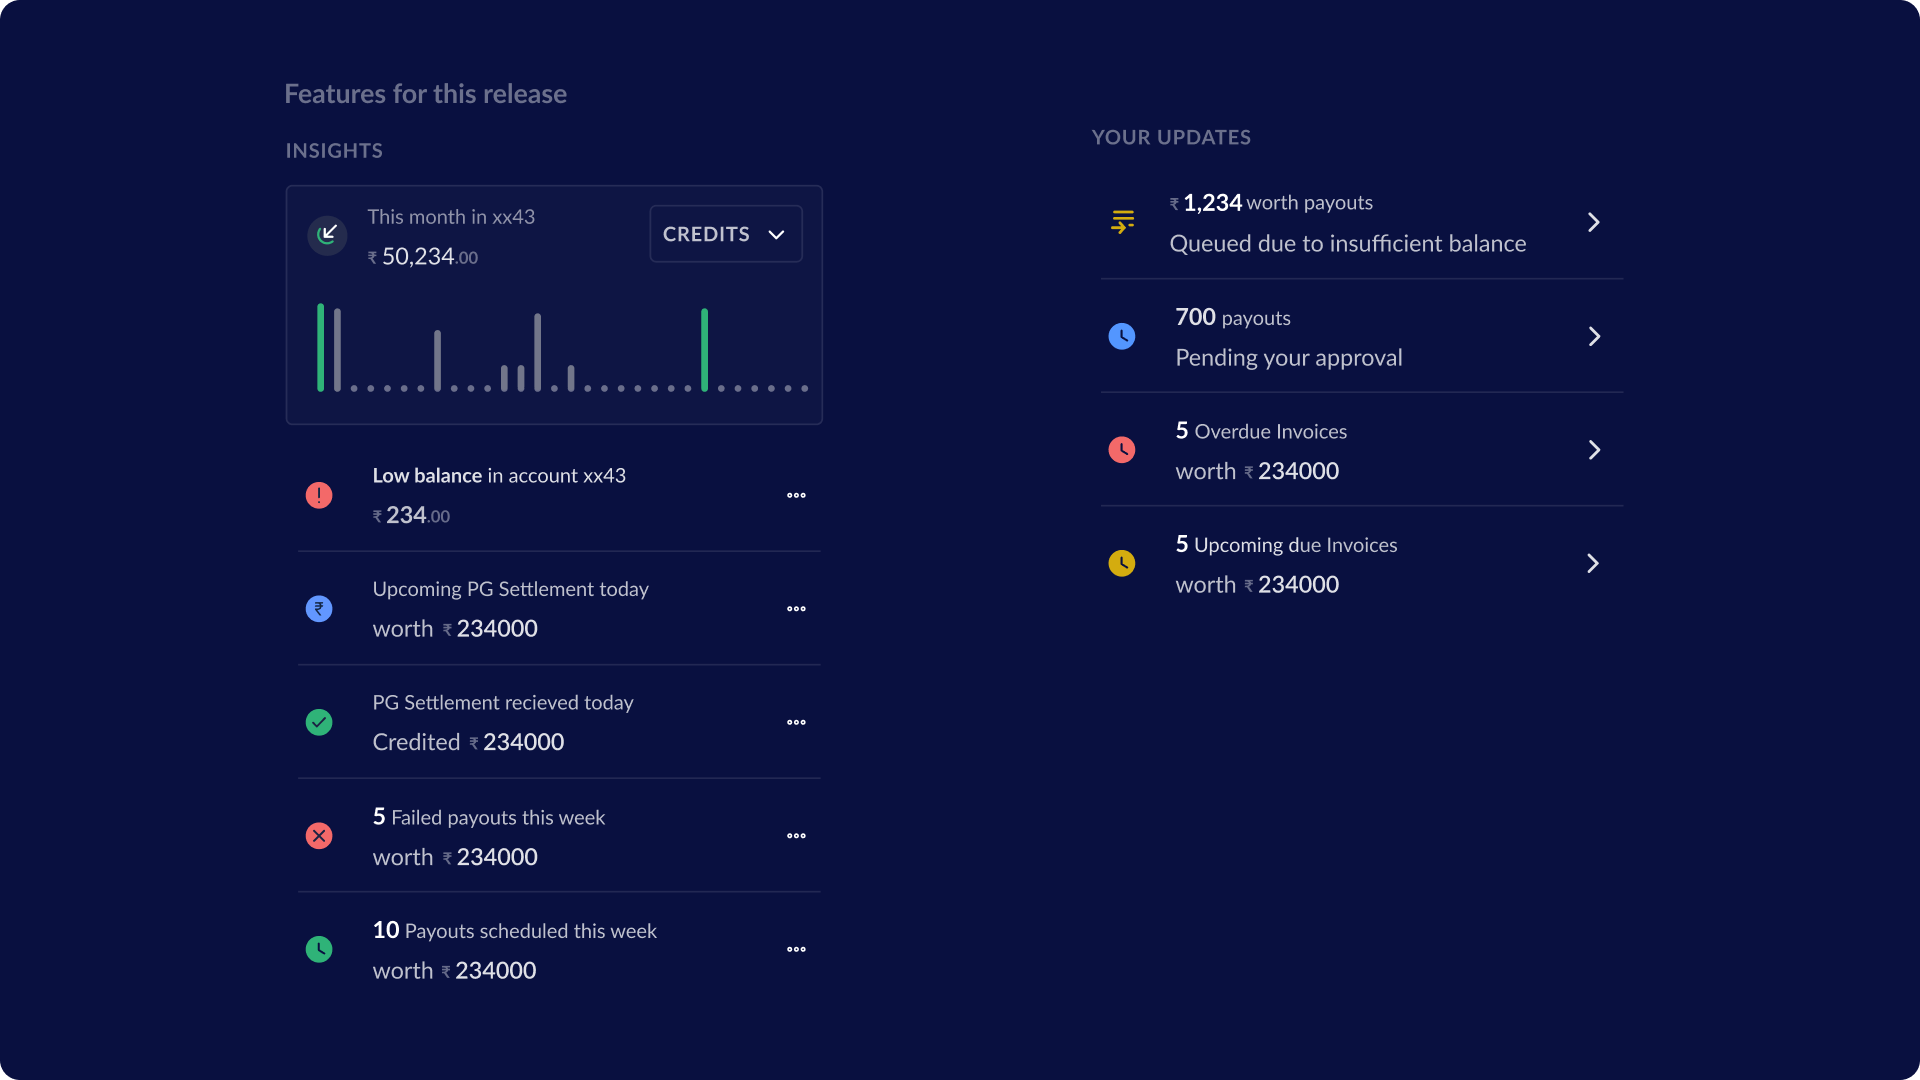 Features for this release
INSIGHTS
This month in xx43
₹ 50,234.00
CREDITS
Low balance in account xx43
₹ 234.00
Upcoming PG Settlement today
worth ₹ 234000
PG Settlement recieved today
Credited ₹ 234000
5 Failed payouts this week
worth ₹ 234000
10 Payouts scheduled this week
worth ₹ 234000
YOUR UPDATES
₹ 1,234 worth payouts
Queued due to insufficient balance
700 payouts
Pending your approval
5 Overdue Invoices
worth ₹ 234000
5 Upcoming due Invoices
worth ₹ 234000